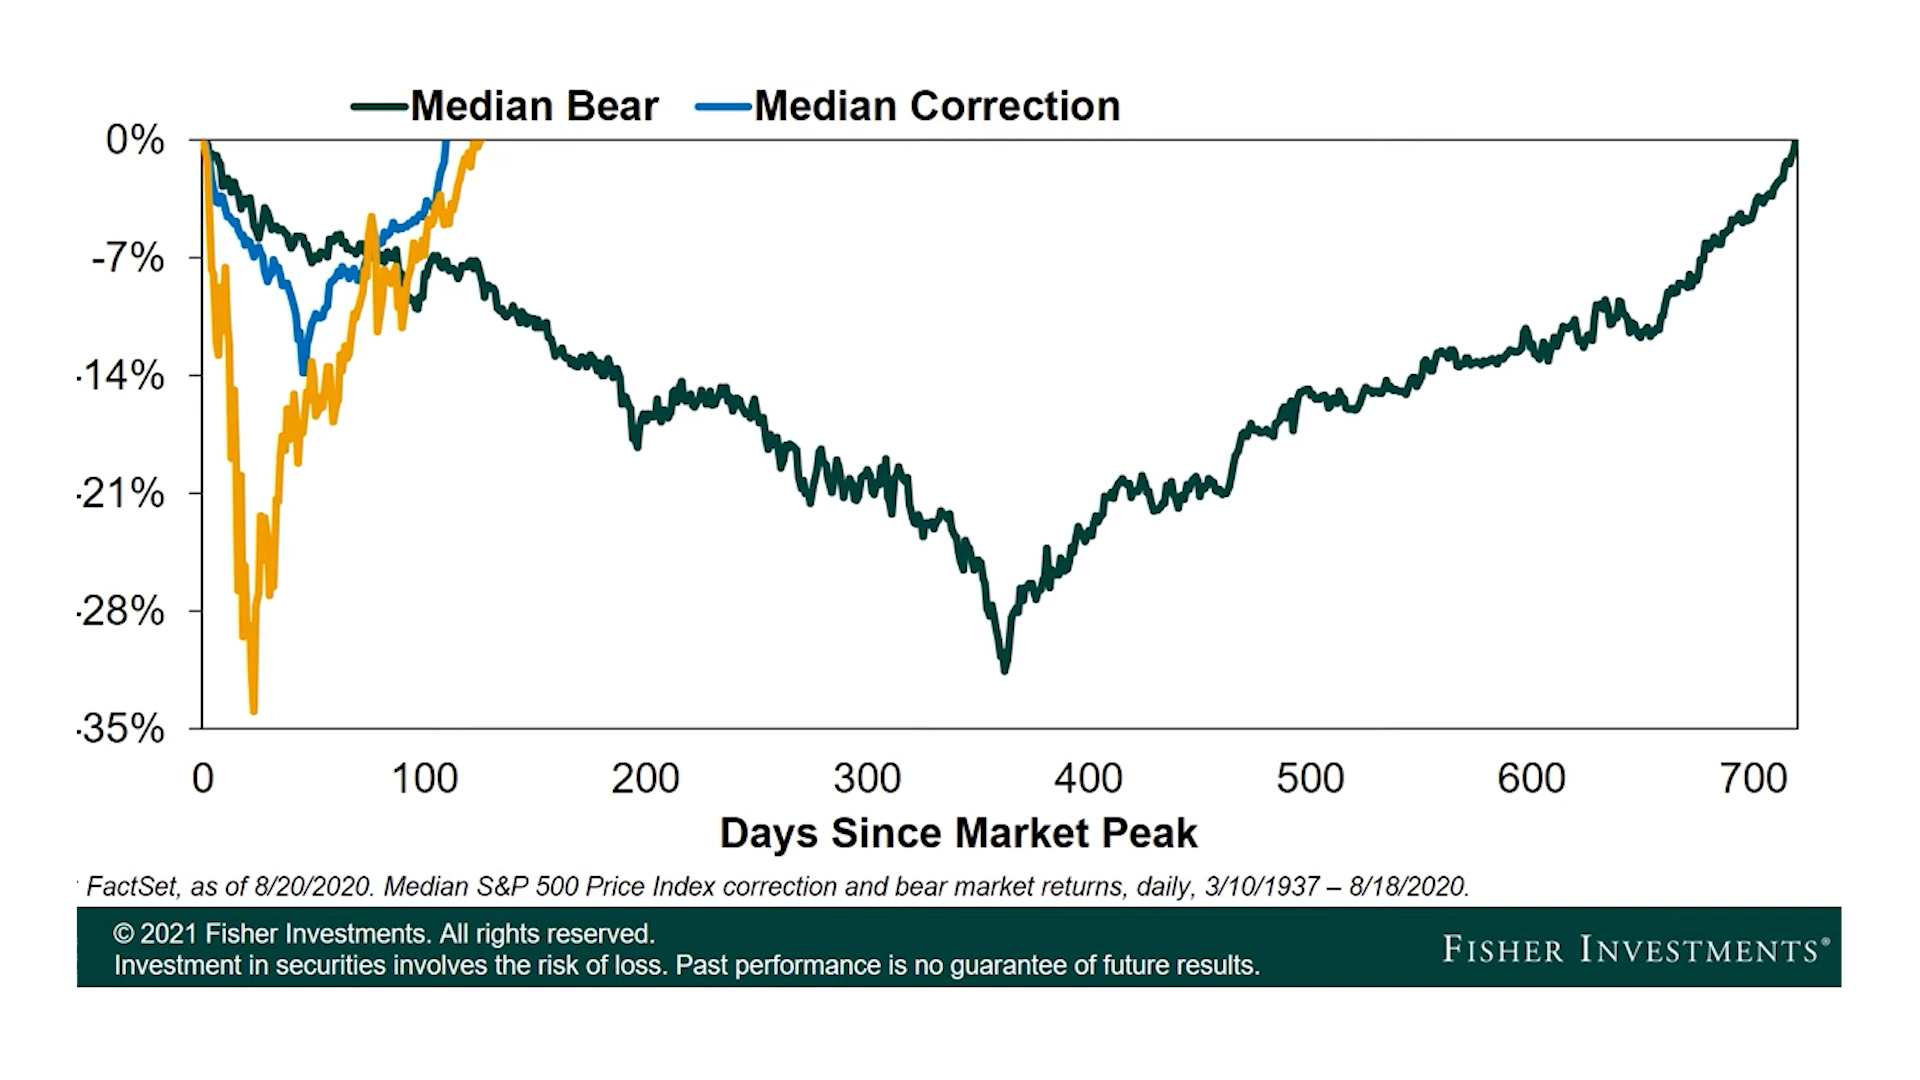 Median Bear Median Correction
0%
-7%
-14%
-21%
-28%
-35%
0 100 200 300 400 500 600 700
Days Since Market Peak
FactSet, as of 8/20/2020. Median S&P 500 Price Index correction and bear market returns, daily, 3/10/1937 – 8/18/2020.
© 2021 Fisher Investments. All rights reserved.
Investment in securities involves the risk of loss. Past performance is no guarantee of future results.
FISHER INVESTMENTS®